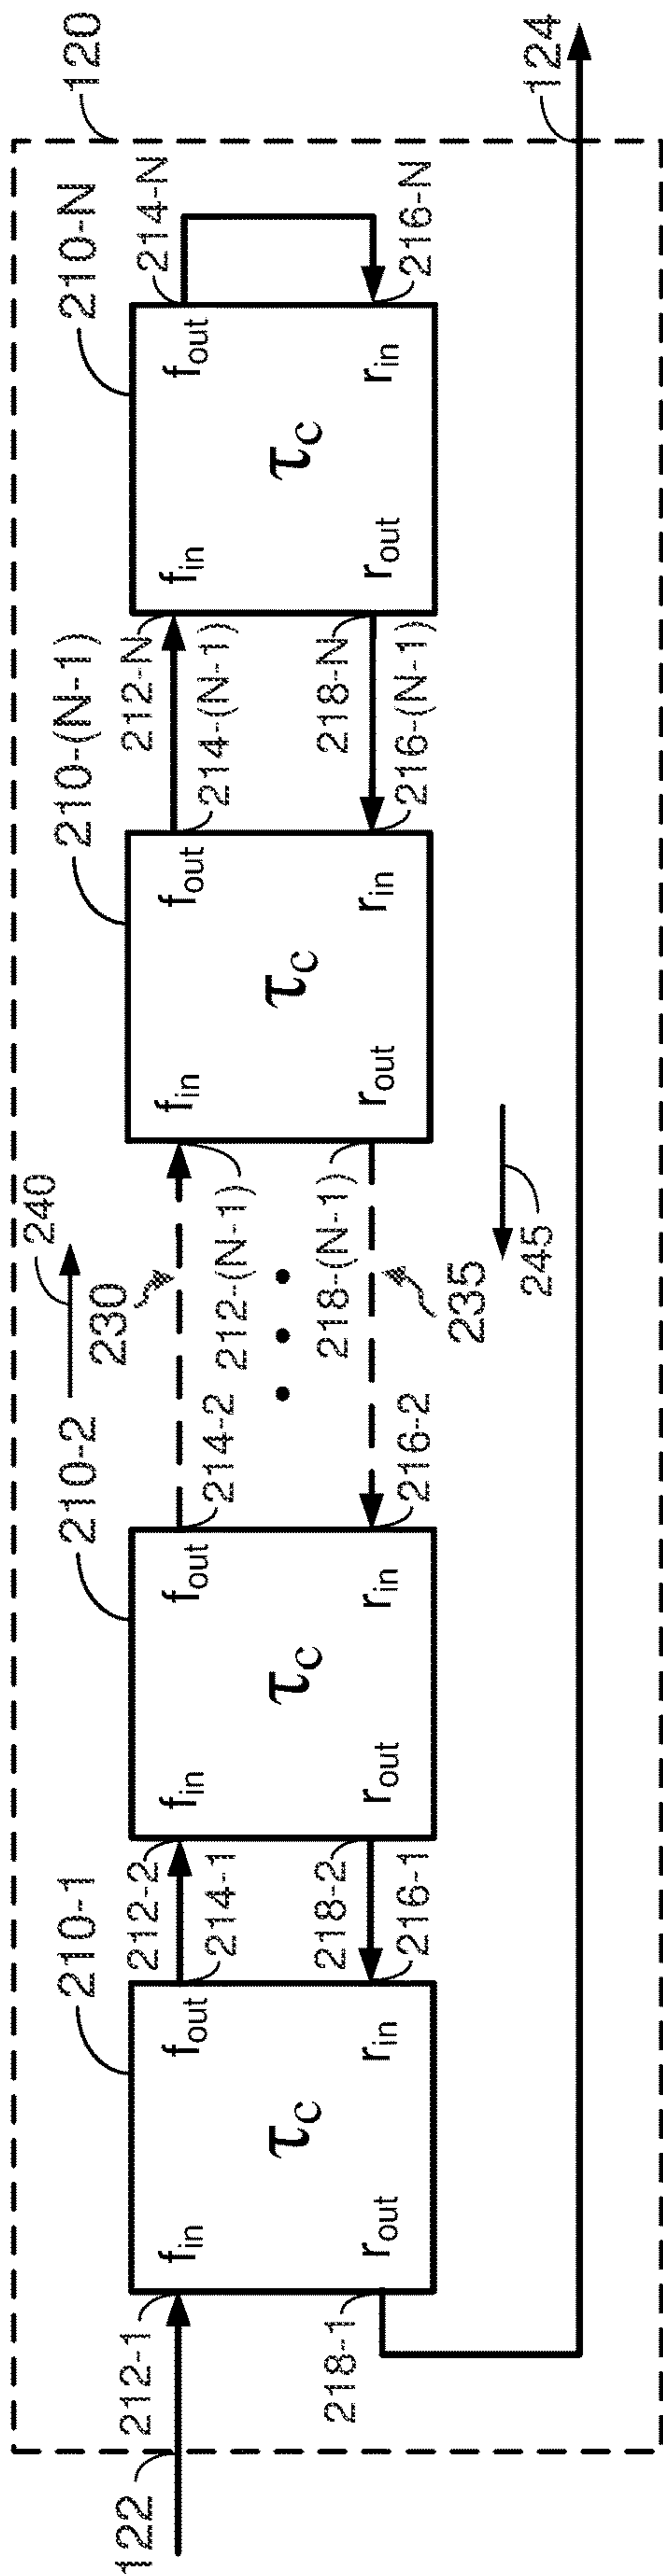 120
210-N
210-(N-1)
240
230
210-2
210-1
122
212-1
f_in
f_out
214-1
212-2
f_in
f_out
214-2
212-(N-1)
f_in
f_out
214-(N-1)
212-N
f_in
f_out
214-N
τ_c
τ_c
• • •
τ_c
τ_c
218-1
r_out
r_in
216-1
218-2
r_out
r_in
216-2
218-(N-1)
r_out
r_in
216-(N-1)
218-N
r_out
r_in
216-N
235
245
124